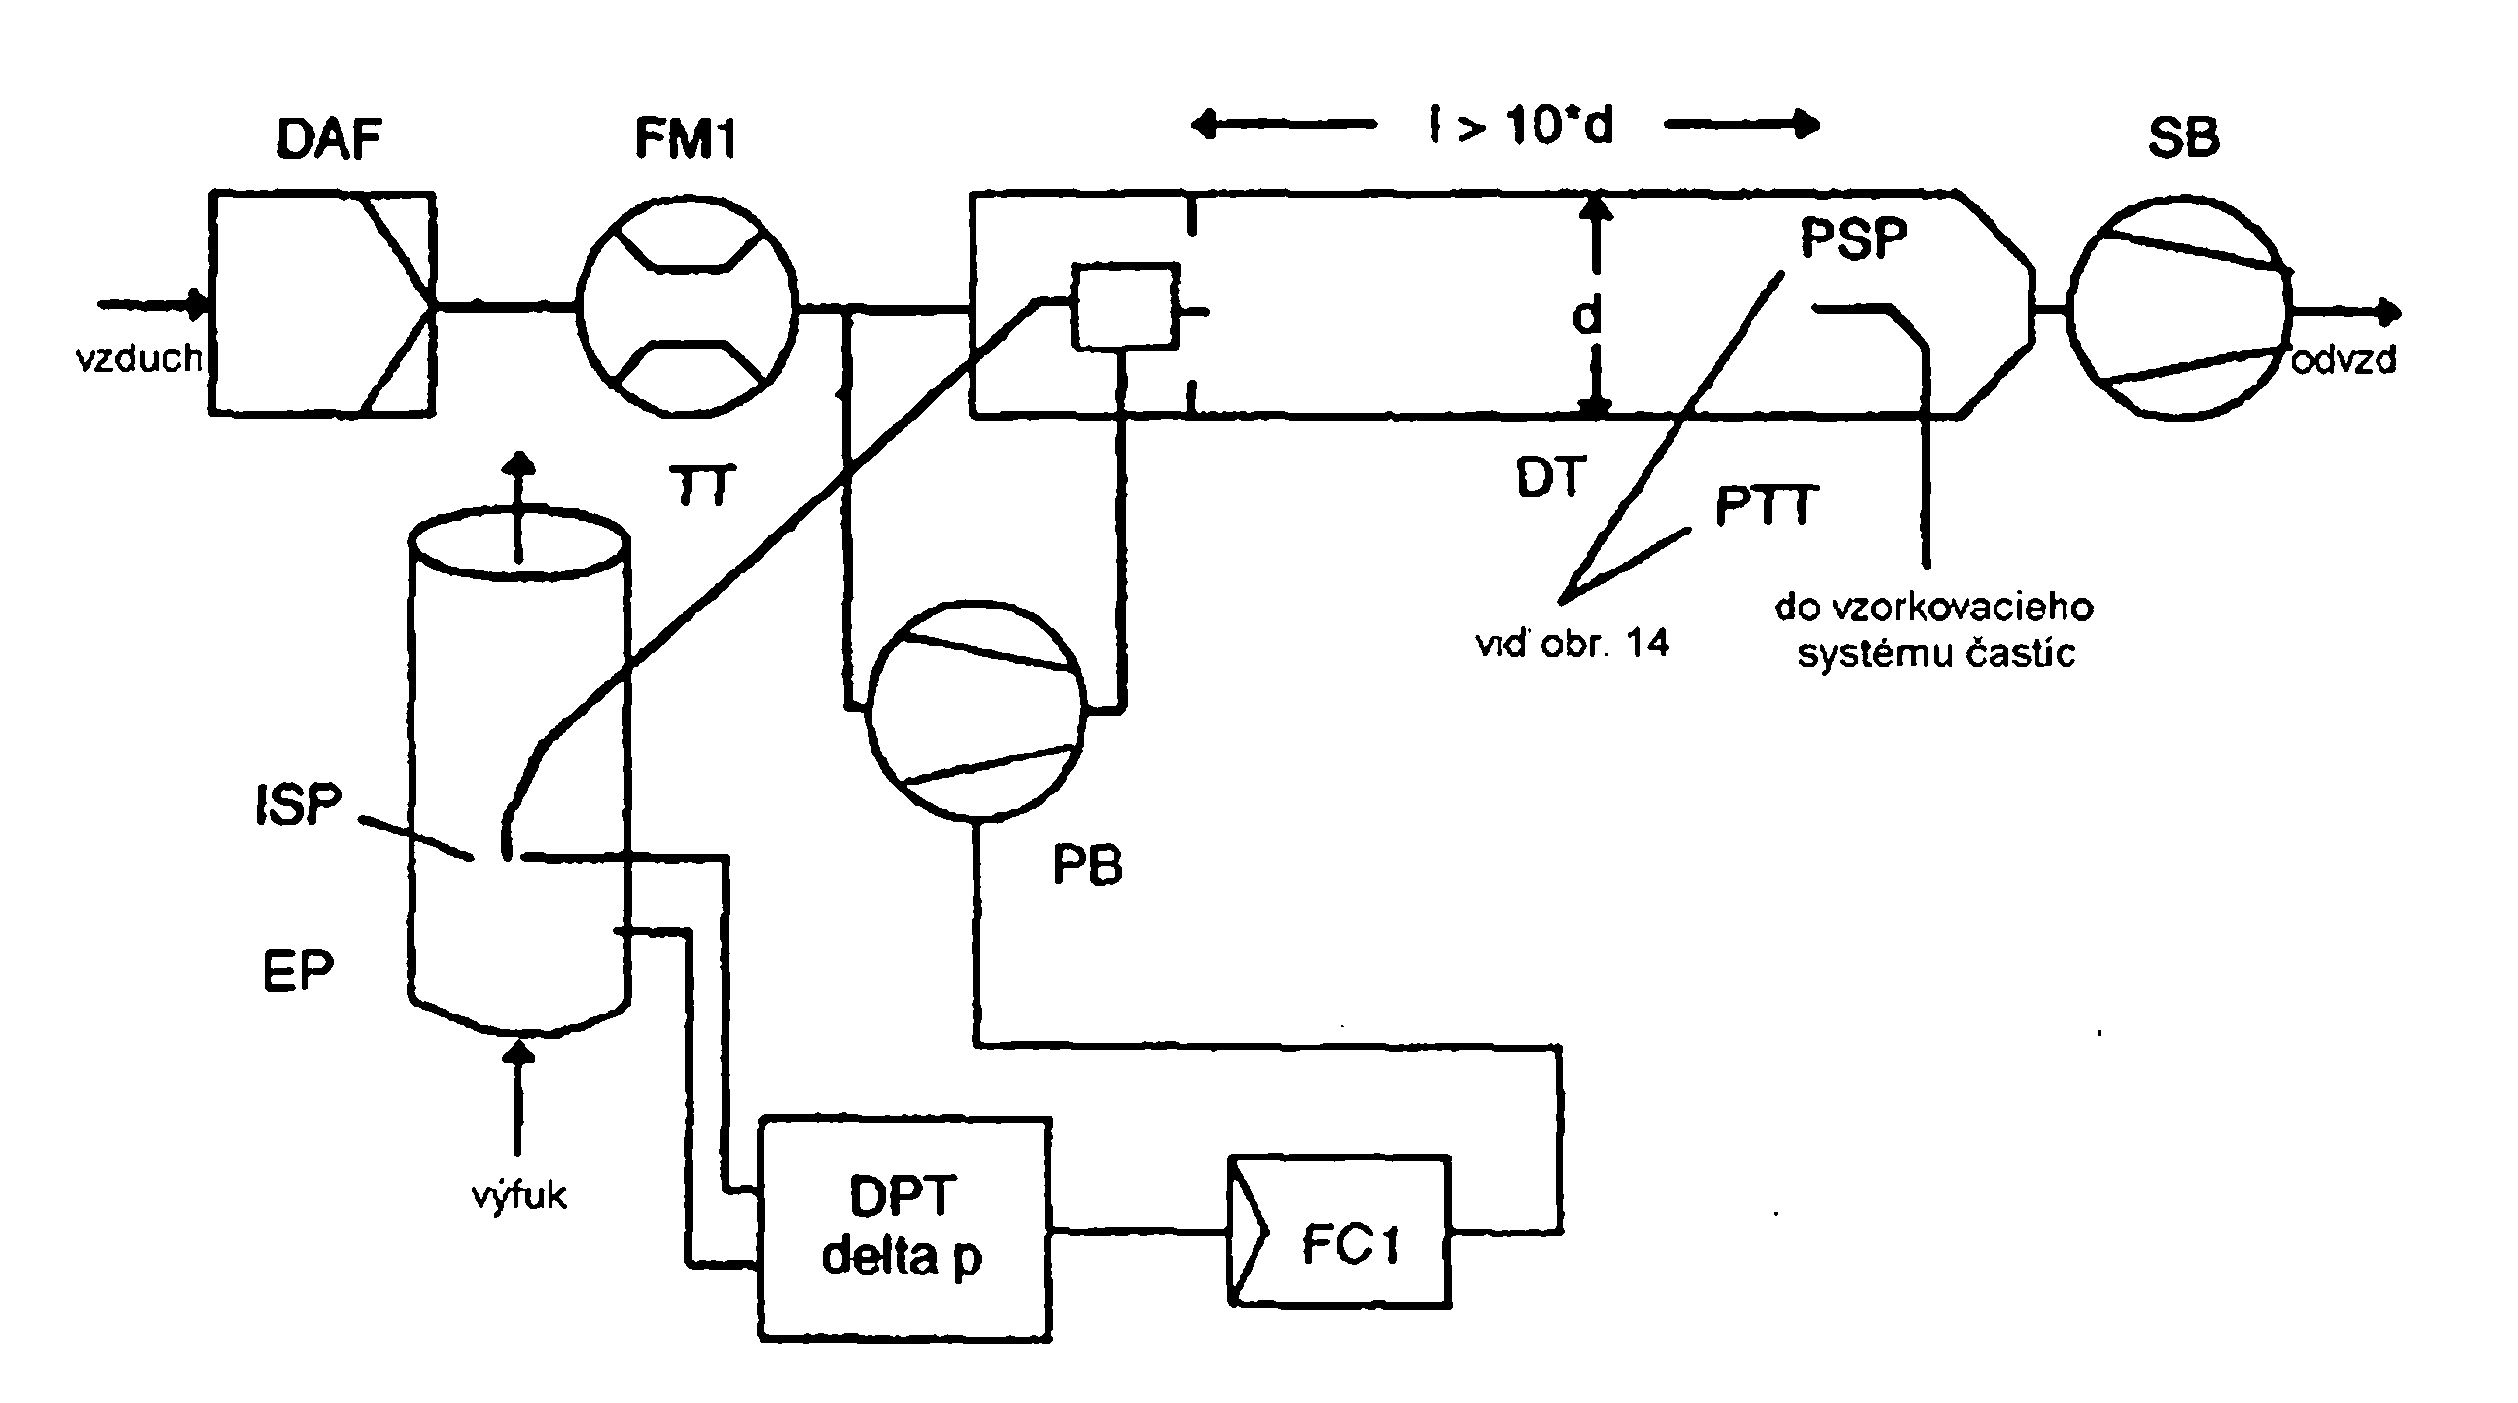 DAF
FM1
l > 10*d
SB
PSP
d
vzduch
odvzd
TT
DT
PTT
do vzorkovacieho
systému častíc
viď obr. 14
ISP
PB
EP
výfuk
DPT
delta p
FC1